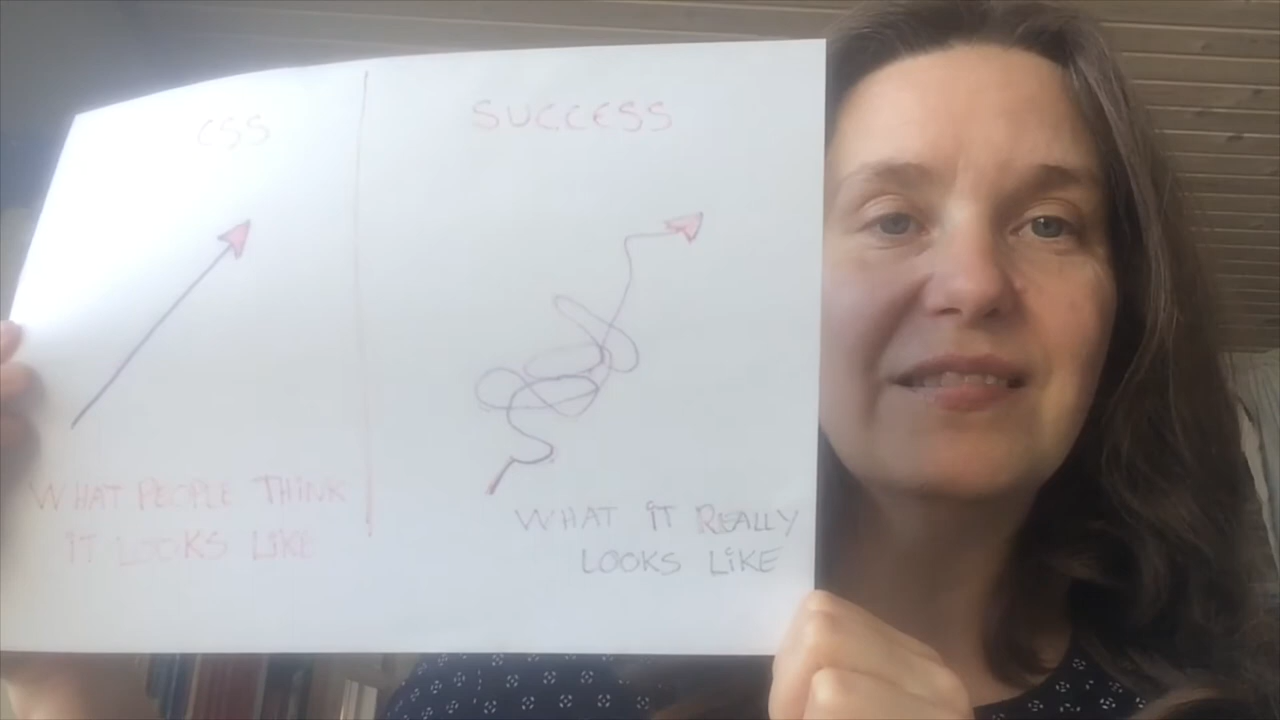 CSS
SUCCESS
WHAT PEOPLE THINK
IT LOOKS LIKE
WHAT IT REALLY
LOOKS LIKE